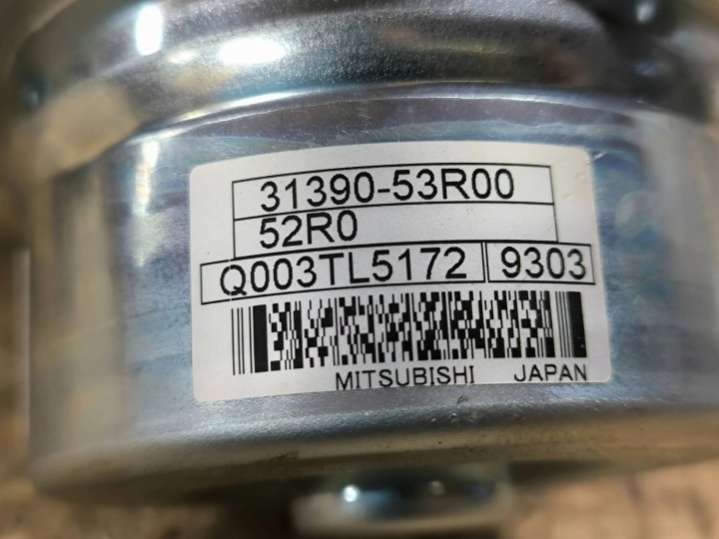 31390-53R00
52R0
Q003TL5172 9303
MITSUBISHI JAPAN